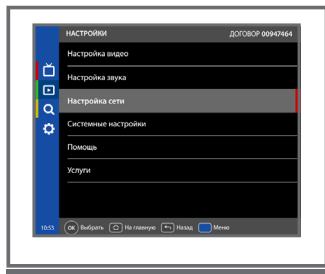 НАСТРОЙКИ ДОГОВОР 00947464
Настройка видео
Настройка звука
Настройка сети
Системные настройки
Помощь
Услуги
10:53 OK Выбрать На главную Назад Меню